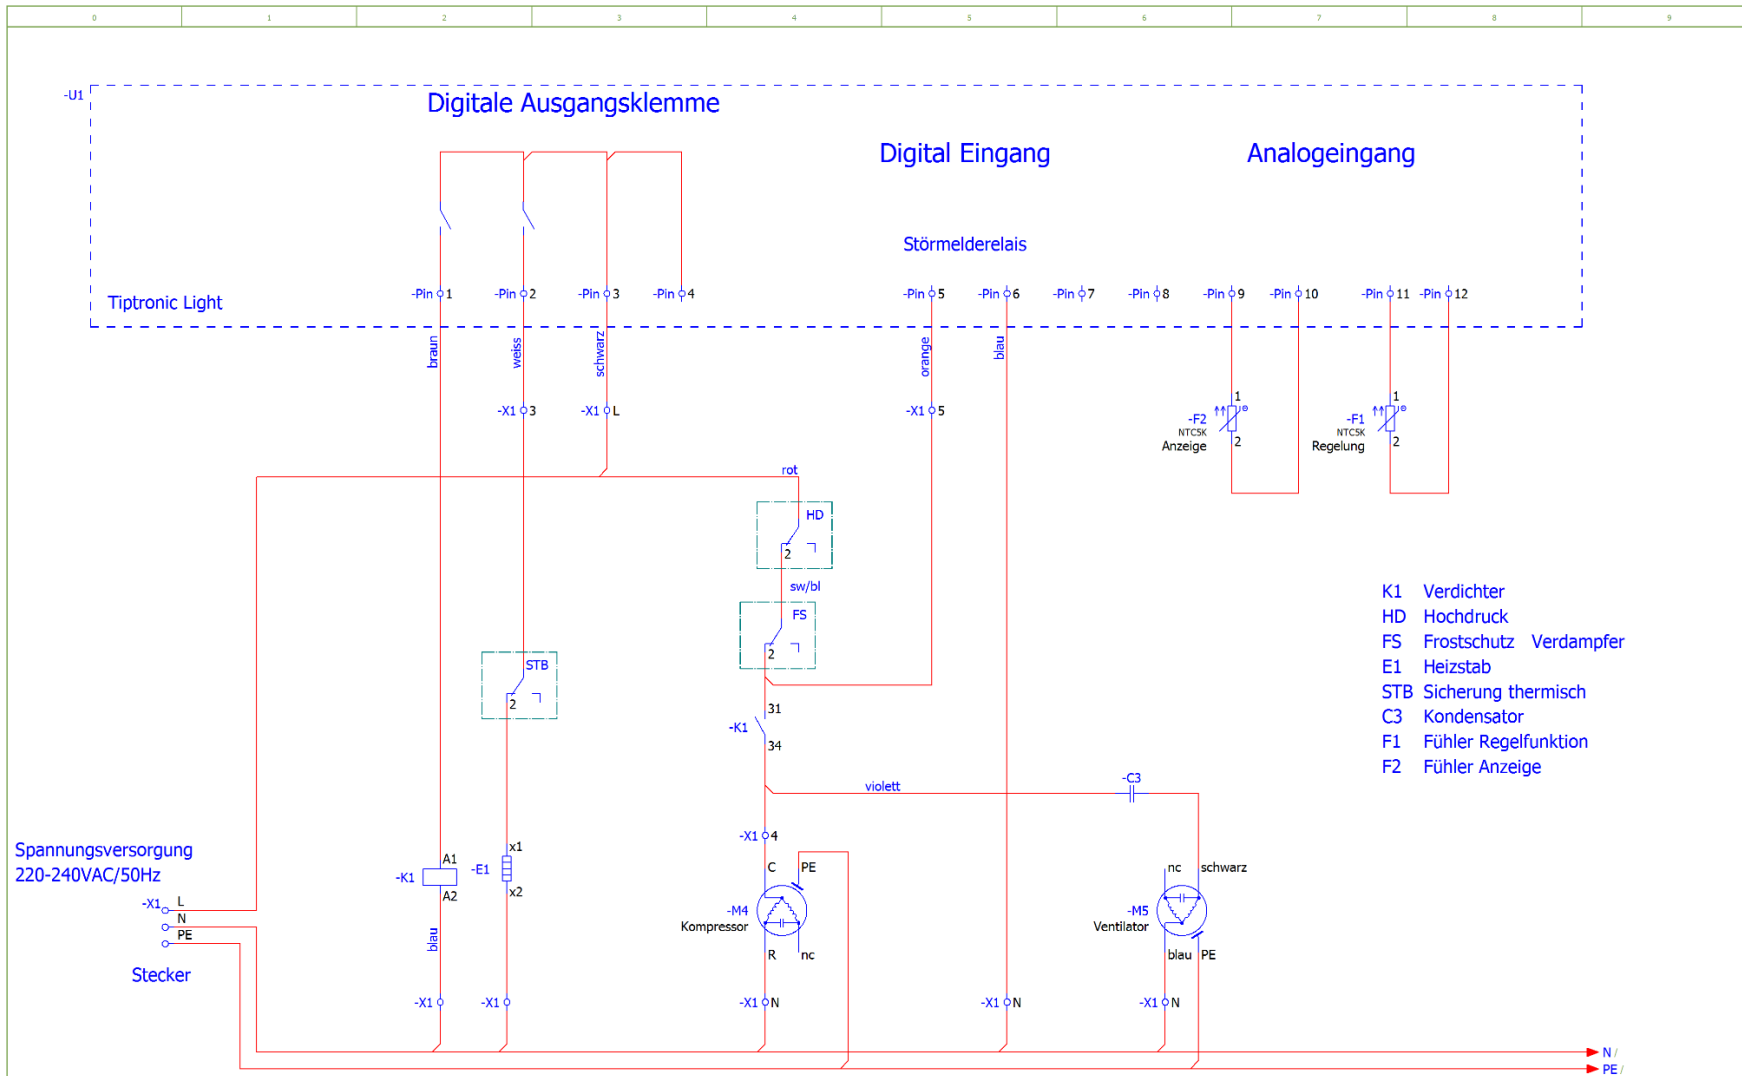 0 1 2 3 4 5 6 7 8 9
-U1
Digitale Ausgangsklemme
Digital Eingang
Analogeingang
Störmelderelais
Tiptronic Light
-Pin 1
-Pin 2
-Pin 3
-Pin 4
-Pin 5
-Pin 6
-Pin 7
-Pin 8
-Pin 9
-Pin 10
-Pin 11
-Pin 12
braun
weiss
schwarz
orange
blau
-X1 3
-X1 L
-X1 5
1
-F2
NTC5K
Anzeige
2
1
-F1
NTC5K
Regelung
2
rot
HD
2
sw/bl
FS
2
STB
2
31
-K1
34
violett
-C3
-X1 4
K1 Verdichter
HD Hochdruck
FS Frostschutz Verdampfer
E1 Heizstab
STB Sicherung thermisch
C3 Kondensator
F1 Fühler Regelfunktion
F2 Fühler Anzeige
Spannungsversorgung
220-240VAC/50Hz
-X1 L
N
PE
Stecker
A1
-K1
A2
blau
x1
-E1
x2
C PE
-M4
Kompressor
R nc
nc schwarz
-M5
Ventilator
blau PE
-X1
-X1
-X1 N
-X1 N
-X1 N
N /
PE /